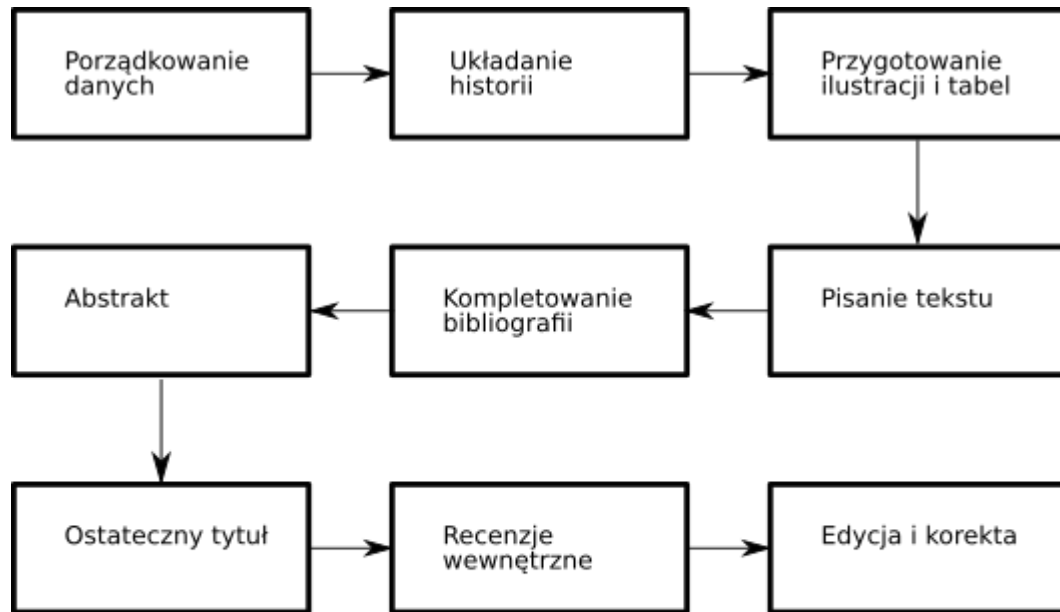 Porządkowanie
danych
Układanie
historii
Przygotowanie
ilustracji i tabel
Abstrakt
Kompletowanie
bibliografii
Pisanie tekstu
Ostateczny tytuł
Recenzje
wewnętrzne
Edycja i korekta